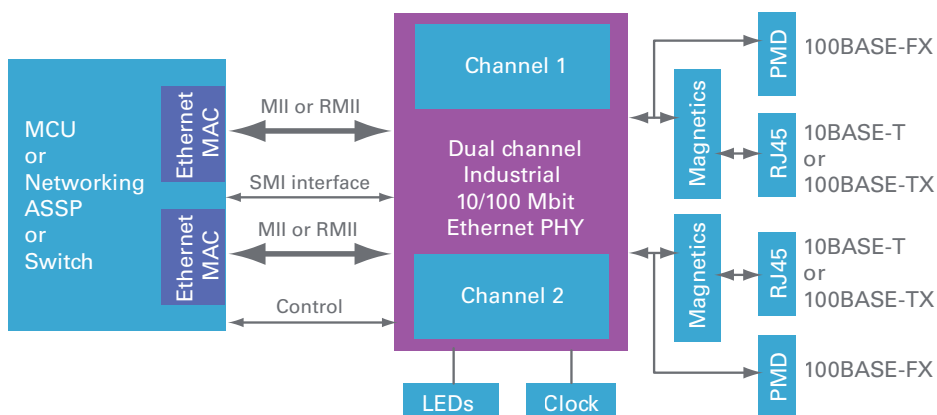 MCU
or
Networking
ASSP
or
Switch
Ethernet
MAC
Ethernet
MAC
MII or RMII
SMI interface
MII or RMII
Control
Channel 1
Dual channel
Industrial
10/100 Mbit
Ethernet PHY
Channel 2
LEDs
Clock
Magnetics
Magnetics
PMD
100BASE-FX
RJ45
10BASE-T
or
100BASE-TX
RJ45
10BASE-T
or
100BASE-TX
PMD
100BASE-FX